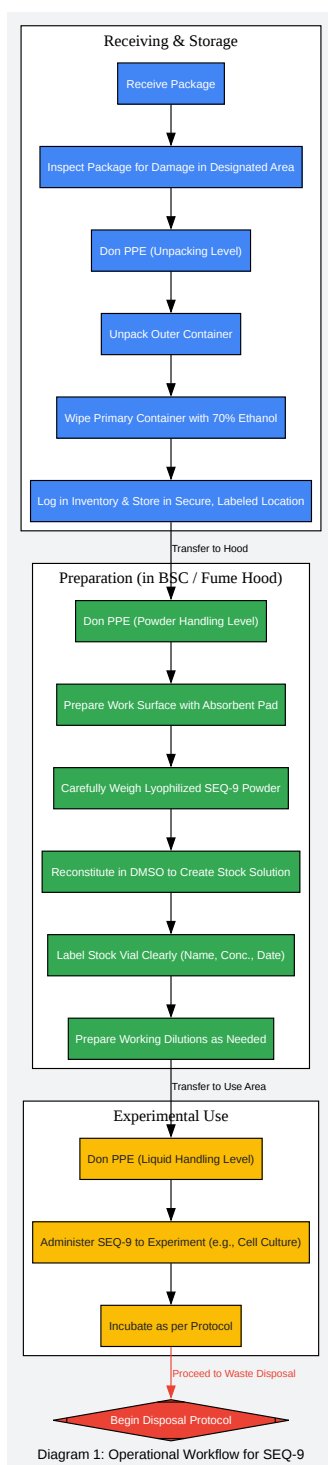 Receiving & Storage
Receive Package
Inspect Package for Damage in Designated Area
Don PPE (Unpacking Level)
Unpack Outer Container
Wipe Primary Container with 70% Ethanol
Log in Inventory & Store in Secure, Labeled Location
Transfer to Hood
Preparation (in BSC / Fume Hood)
Don PPE (Powder Handling Level)
Prepare Work Surface with Absorbent Pad
Carefully Weigh Lyophilized SEQ-9 Powder
Reconstitute in DMSO to Create Stock Solution
Label Stock Vial Clearly (Name, Conc., Date)
Prepare Working Dilutions as Needed
Transfer to Use Area
Experimental Use
Don PPE (Liquid Handling Level)
Administer SEQ-9 to Experiment (e.g., Cell Culture)
Incubate as per Protocol
Proceed to Waste Disposal
Begin Disposal Protocol
Diagram 1: Operational Workflow for SEQ-9